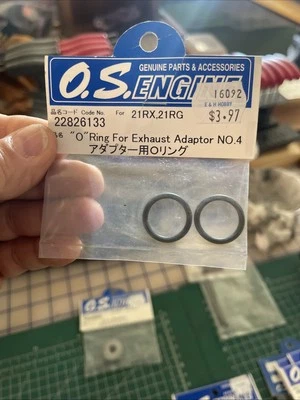 GENUINE PARTS & ACCESSORIES
O.S.ENGINE
16092
$3.97
品名コード Code No. For 21RX,21RG
22826133
"O"Ring For Exhaust Adaptor NO.4
アダプター用Oリング
O.S.ENGI